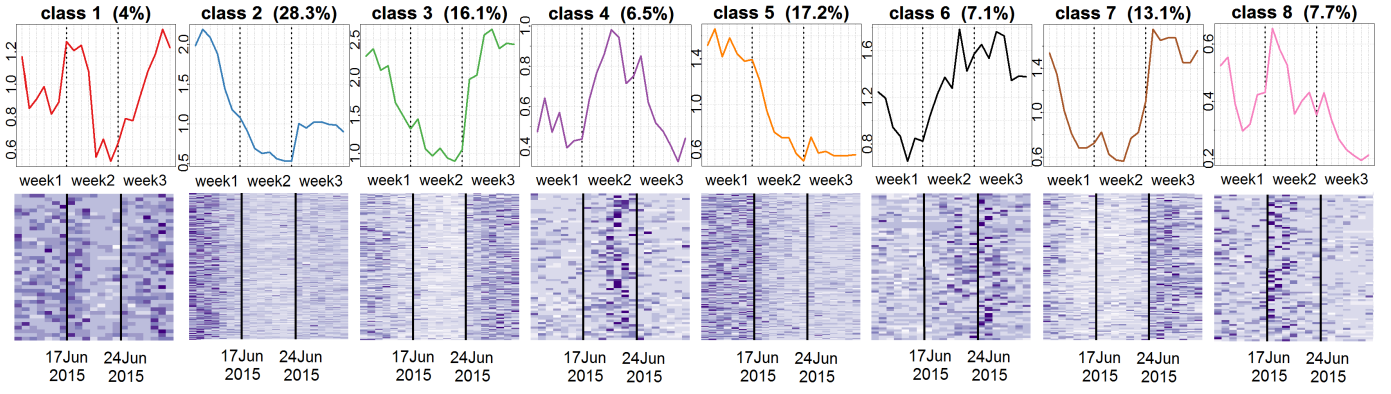 class 1 (4%)
class 2 (28.3%)
class 3 (16.1%)
class 4 (6.5%)
class 5 (17.2%)
class 6 (7.1%)
class 7 (13.1%)
class 8 (7.7%)
0.6 0.8 1.0 1.2
0.5 1.0 1.5 2.0
1.0 1.5 2.0 2.5
0.4 0.6 0.8 1.0
0.6 1.0 1.4
0.8 1.2 1.6
0.6 1.0 1.4
0.2 0.4 0.6
week1 week2 week3
week1 week2 week3
week1 week2 week3
week1 week2 week3
week1 week2 week3
week1 week2 week3
week1 week2 week3
week1 week2 week3
17Jun 24Jun
2015 2015
17Jun 24Jun
2015 2015
17Jun 24Jun
2015 2015
17Jun 24Jun
2015 2015
17Jun 24Jun
2015 2015
17Jun 24Jun
2015 2015
17Jun 24Jun
2015 2015
17Jun 24Jun
2015 2015